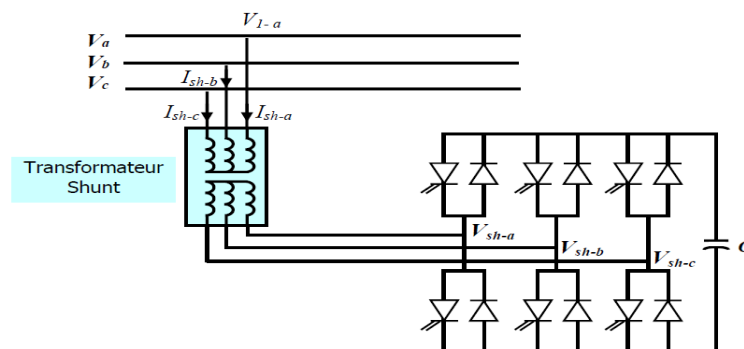 V1-a
Va
Vb
Vc
Ish-b
Ish-c
Ish-a
Transformateur
Shunt
Vsh-a
Vsh-b
Vsh-c